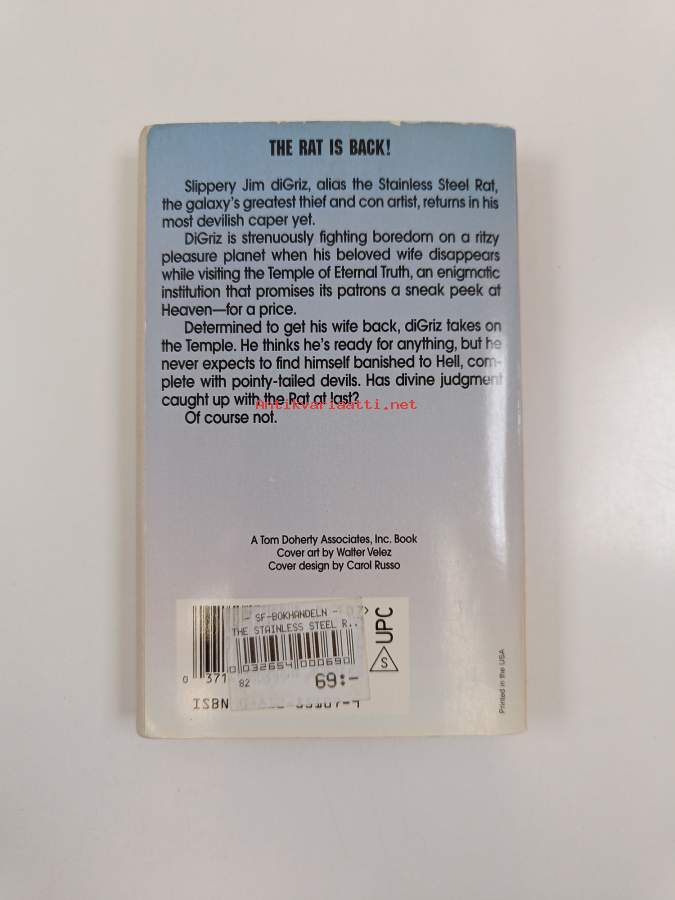 THE RAT IS BACK!
Slippery Jim diGriz, alias the Stainless Steel Rat,
the galaxy's greatest thief and con artist, returns in his
most devilish caper yet.
DiGriz is strenuously fighting boredom on a ritzy
pleasure planet when his beloved wife disappears
while visiting the Temple of Eternal Truth, an enigmatic
institution that promises its patrons a sneak peek at
Heaven—for a price.
Determined to get his wife back, diGriz takes on
the Temple. He thinks he's ready for anything, but he
never expects to find himself banished to Hell, com-
plete with pointy-tailed devils. Has divine judgment
caught up with the Rat at last?
Antikvariaatti.net
Of course not.
A Tom Doherty Associates, Inc. Book
Cover art by Walter Velez
Cover design by Carol Russo
- SF-BOKHANDELN -
THE STAINLESS STEEL R..
0 032654 000690
82 69:-
0 371
ISBN
UPC
S
Printed in the USA